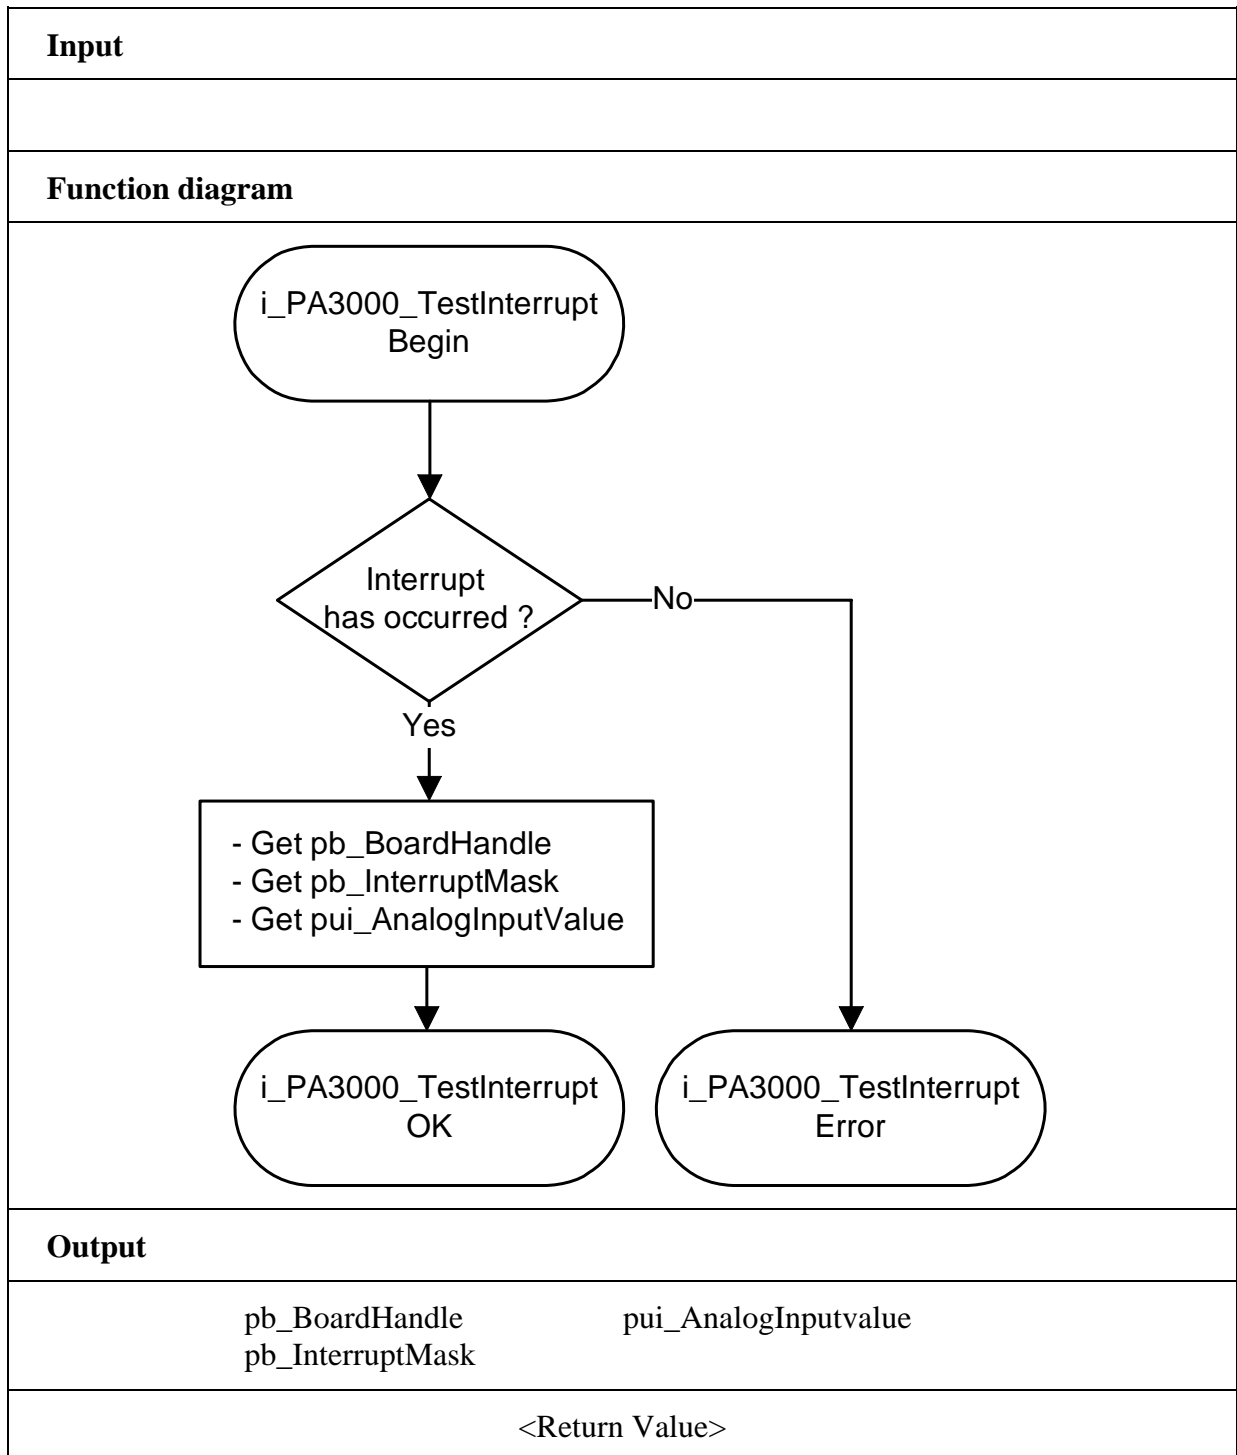 Input
Function diagram
i_PA3000_TestInterrupt
Begin
Interrupt
has occurred ?
No
Yes
- Get pb_BoardHandle
- Get pb_InterruptMask
- Get pui_AnalogInputValue
i_PA3000_TestInterrupt
OK
i_PA3000_TestInterrupt
Error
Output
pb_BoardHandle pui_AnalogInputvalue
pb_InterruptMask
<Return Value>